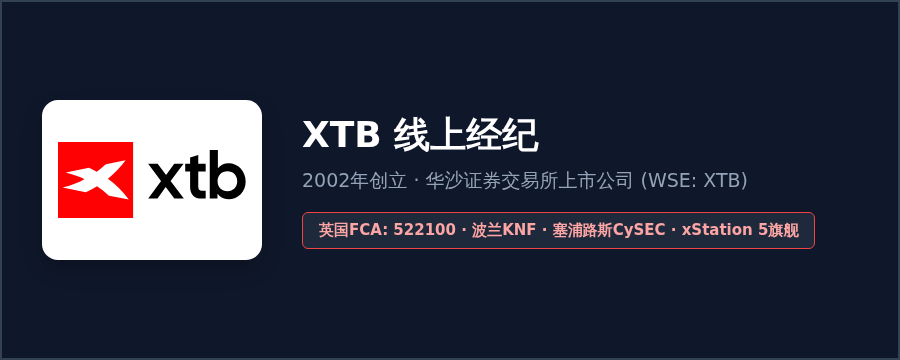 xtb
XTB 线上经纪
2002年创立 · 华沙证券交易所上市公司 (WSE: XTB)
英国FCA: 522100 · 波兰KNF · 塞浦路斯CySEC · xStation 5旗舰